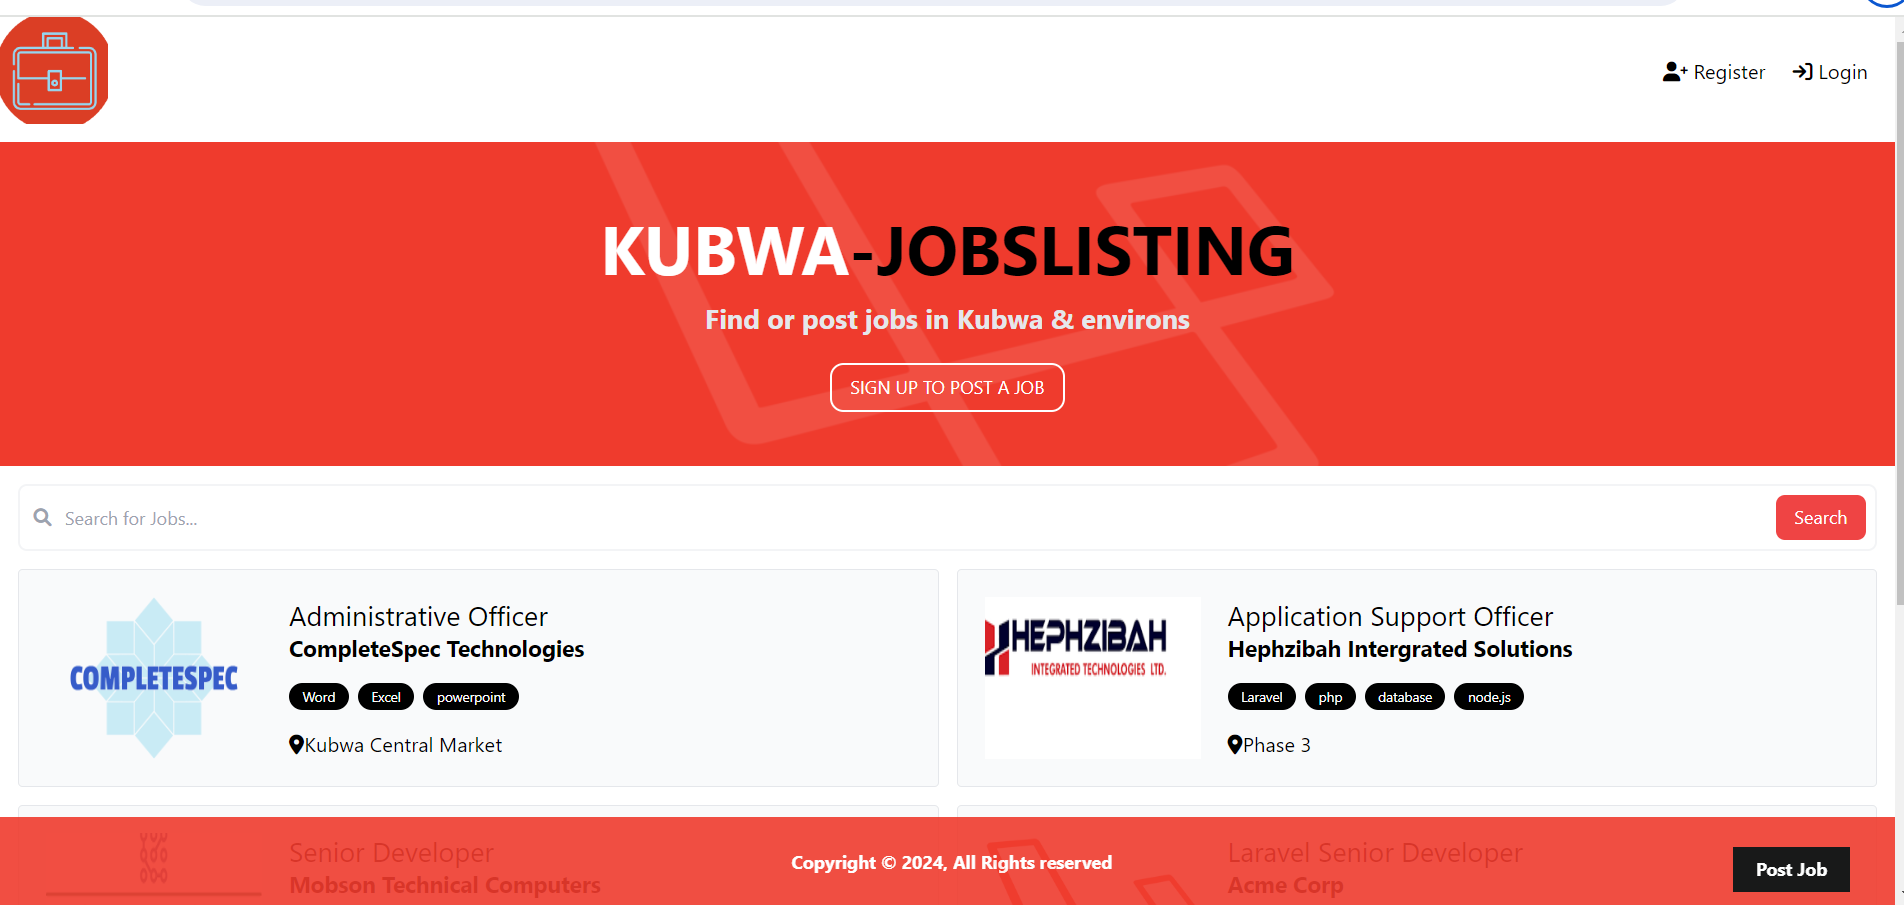 Register
Login
KUBWA-JOBSLISTING
Find or post jobs in Kubwa & environs
SIGN UP TO POST A JOB
Search for Jobs...
Search
COMPLETESPEC
Administrative Officer
CompleteSpec Technologies
Word
Excel
powerpoint
Kubwa Central Market
HEPHZIBAH
INTEGRATED TECHNOLOGIES LTD.
Application Support Officer
Hephzibah Intergrated Solutions
Laravel
php
database
node.js
Phase 3
Senior Developer
Mobson Technical Computers
Copyright © 2024, All Rights reserved
Laravel Senior Developer
Acme Corp
Post Job